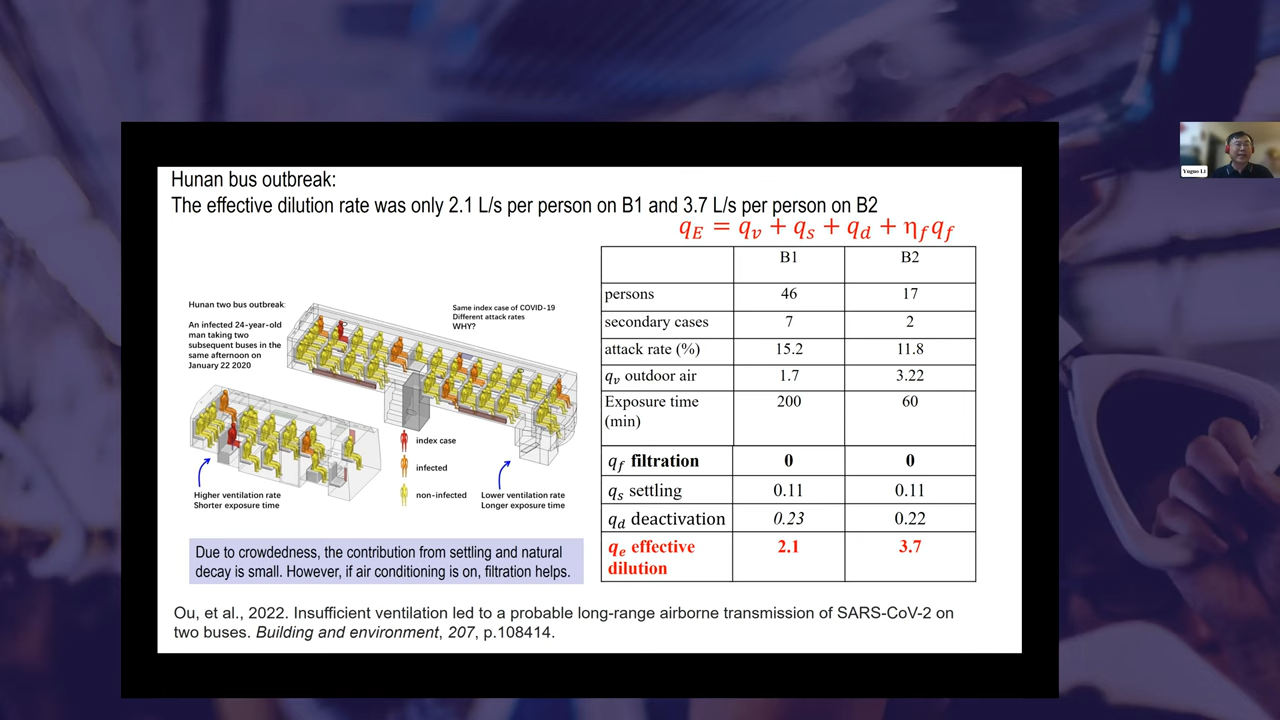 Hunan bus outbreak:
The effective dilution rate was only 2.1 L/s per person on B1 and 3.7 L/s per person on B2
qE = qv + qs + qd + ηf qf
Hunan two bus outbreak:
An infected 24-year-old
man taking two
subsequent buses in the
same afternoon on
January 22 2020
Same index case of COVID-19
Different attack rates
WHY?
index case
infected
non-infected
Higher ventilation rate
Shorter exposure time
Lower ventilation rate
Longer exposure time
Due to crowdedness, the contribution from settling and natural
decay is small. However, if air conditioning is on, filtration helps.
B1 B2
persons 46 17
secondary cases 7 2
attack rate (%) 15.2 11.8
qv outdoor air 1.7 3.22
Exposure time
(min) 200 60
qf filtration 0 0
qs settling 0.11 0.11
qd deactivation 0.23 0.22
qe effective
dilution 2.1 3.7
Ou, et al., 2022. Insufficient ventilation led to a probable long-range airborne transmission of SARS-CoV-2 on
two buses. Building and environment, 207, p.108414.
Yuguo Li